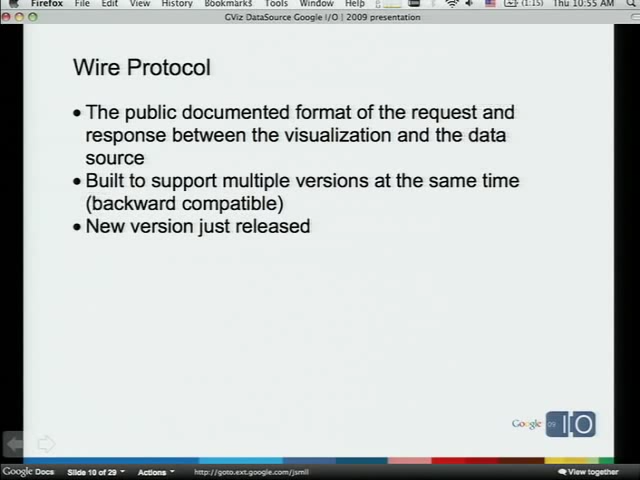 Firefox File Edit View History Bookmarks Tools Window Help (1:15) Thu 10:55 AM
GViz DataSource Google I/O | 2009 presentation
Wire Protocol
• The public documented format of the request and
response between the visualization and the data
source
• Built to support multiple versions at the same time
(backward compatible)
• New version just released
Google 09 I/O
Google Docs Slide 10 of 29 Actions http://goto.ext.google.com/jsmil View together